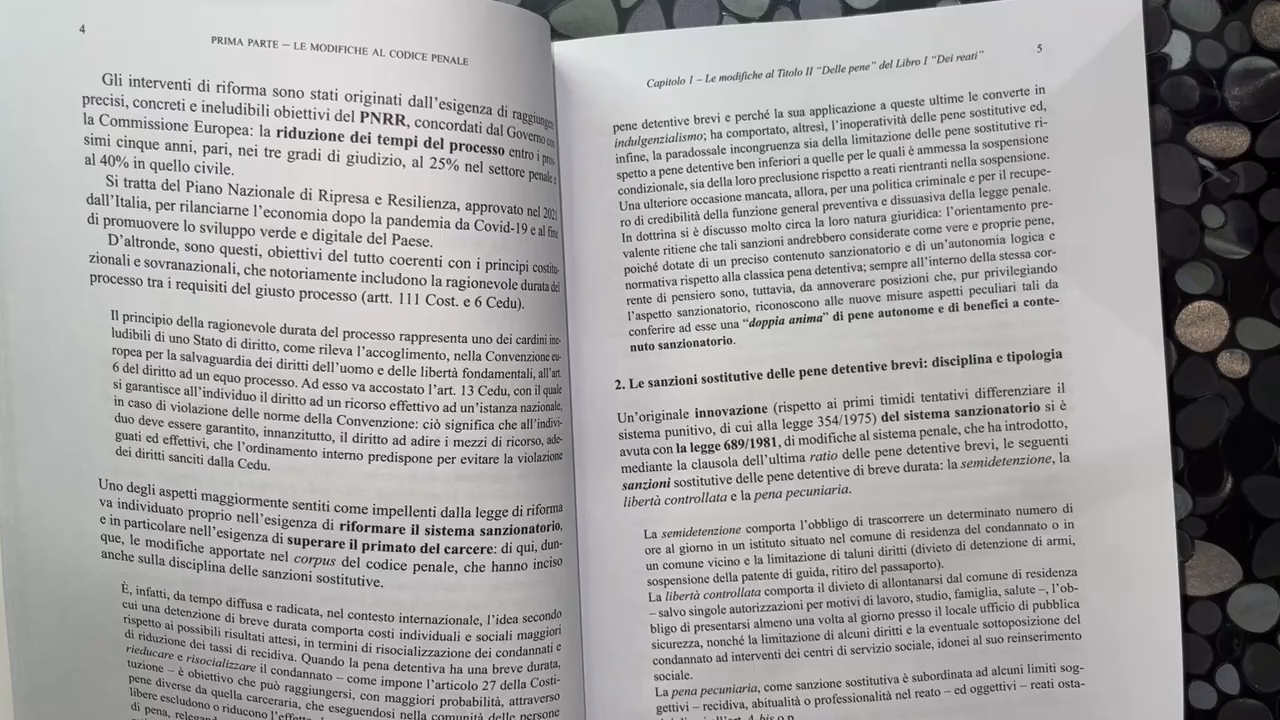 4
PRIMA PARTE – LE MODIFICHE AL CODICE PENALE
Gli interventi di riforma sono stati originati dall'esigenza di raggiungere
precisi, concreti e ineludibili obiettivi del PNRR, concordati dal Governo con
la Commissione Europea: la riduzione dei tempi del processo entro i pros-
simi cinque anni, pari, nei tre gradi di giudizio, al 25% nel settore penale e
al 40% in quello civile.
Si tratta del Piano Nazionale di Ripresa e Resilienza, approvato nel 2021
dall'Italia, per rilanciarne l'economia dopo la pandemia da Covid-19 e al fine
di promuovere lo sviluppo verde e digitale del Paese.
D'altronde, sono questi, obiettivi del tutto coerenti con i principi costitu-
zionali e sovranazionali, che notoriamente includono la ragionevole durata del
processo tra i requisiti del giusto processo (artt. 111 Cost. e 6 Cedu).
Il principio della ragionevole durata del processo rappresenta uno dei cardini ine-
ludibili di uno Stato di diritto, come rileva l'accoglimento, nella Convenzione eu-
ropea per la salvaguardia dei diritti dell'uomo e delle libertà fondamentali, all'art.
6 del diritto ad un equo processo. Ad esso va accostato l'art. 13 Cedu, con il quale
si garantisce all'individuo il diritto ad un ricorso effettivo ad un'istanza nazionale,
in caso di violazione delle norme della Convenzione: ciò significa che all'indivi-
duo deve essere garantito, innanzitutto, il diritto ad adire i mezzi di ricorso, ade-
guati ed effettivi, che l'ordinamento interno predispone per evitare la violazione
dei diritti sanciti dalla Cedu.
Uno degli aspetti maggiormente sentiti come impellenti dalla legge di riforma
va individuato proprio nell'esigenza di riformare il sistema sanzionatorio,
e in particolare nell'esigenza di superare il primato del carcere: di qui, dun-
que, le modifiche apportate nel corpus del codice penale, che hanno inciso
anche sulla disciplina delle sanzioni sostitutive.
È, infatti, da tempo diffusa e radicata, nel contesto internazionale, l'idea secondo
cui una detenzione di breve durata comporta costi individuali e sociali maggiori
rispetto ai possibili risultati attesi, in termini di risocializzazione dei condannati e
di riduzione dei tassi di recidiva. Quando la pena detentiva ha una breve durata,
rieducare e risocializzare il condannato – come impone l'articolo 27 della Costi-
tuzione – è obiettivo che può raggiungersi, con maggiori probabilità, attraverso
pene diverse da quella carceraria, che eseguendosi nella comunità delle persone
libere escludono o riducono l'effetto
di pena,
Capitolo 1 – Le modifiche al Titolo II "Delle pene" del Libro I "Dei reati"
5
pene detentive brevi e perché la sua applicazione a queste ultime le converte in
indulgenzialismo; ha comportato, altresì, l'inoperatività delle pene sostitutive ed,
infine, la paradossale incongruenza sia della limitazione delle pene sostitutive ri-
spetto a pene detentive ben inferiori a quelle per le quali è ammessa la sospensione
condizionale, sia della loro preclusione rispetto a reati rientranti nella sospensione.
Una ulteriore occasione mancata, allora, per una politica criminale e per il recupe-
ro di credibilità della funzione general preventiva e dissuasiva della legge penale.
In dottrina si è discusso molto circa la loro natura giuridica: l'orientamento pre-
valente ritiene che tali sanzioni andrebbero considerate come vere e proprie pene,
poiché dotate di un preciso contenuto sanzionatorio e di un'autonomia logica e
normativa rispetto alla classica pena detentiva; sempre all'interno della stessa cor-
rente di pensiero sono, tuttavia, da annoverare posizioni che, pur privilegiando
l'aspetto sanzionatorio, riconoscono alle nuove misure aspetti peculiari tali da
conferire ad esse una "doppia anima" di pene autonome e di benefici a conte-
nuto sanzionatorio.
2. Le sanzioni sostitutive delle pene detentive brevi: disciplina e tipologia
Un'originale innovazione (rispetto ai primi timidi tentativi differenziare il
sistema punitivo, di cui alla legge 354/1975) del sistema sanzionatorio si è
avuta con la legge 689/1981, di modifiche al sistema penale, che ha introdotto,
mediante la clausola dell'ultima ratio delle pene detentive brevi, le seguenti
sanzioni sostitutive delle pene detentive di breve durata: la semidetenzione, la
libertà controllata e la pena pecuniaria.
La semidetenzione comporta l'obbligo di trascorrere un determinato numero di
ore al giorno in un istituto situato nel comune di residenza del condannato o in
un comune vicino e la limitazione di taluni diritti (divieto di detenzione di armi,
sospensione della patente di guida, ritiro del passaporto).
La libertà controllata comporta il divieto di allontanarsi dal comune di residenza
– salvo singole autorizzazioni per motivi di lavoro, studio, famiglia, salute –, l'ob-
bligo di presentarsi almeno una volta al giorno presso il locale ufficio di pubblica
sicurezza, nonché la limitazione di alcuni diritti e la eventuale sottoposizione del
condannato ad interventi dei centri di servizio sociale, idonei al suo reinserimento
sociale.
La pena pecuniaria, come sanzione sostitutiva è subordinata ad alcuni limiti sog-
gettivi – recidiva, abitualità o professionalità nel reato – ed oggettivi – reati osta-